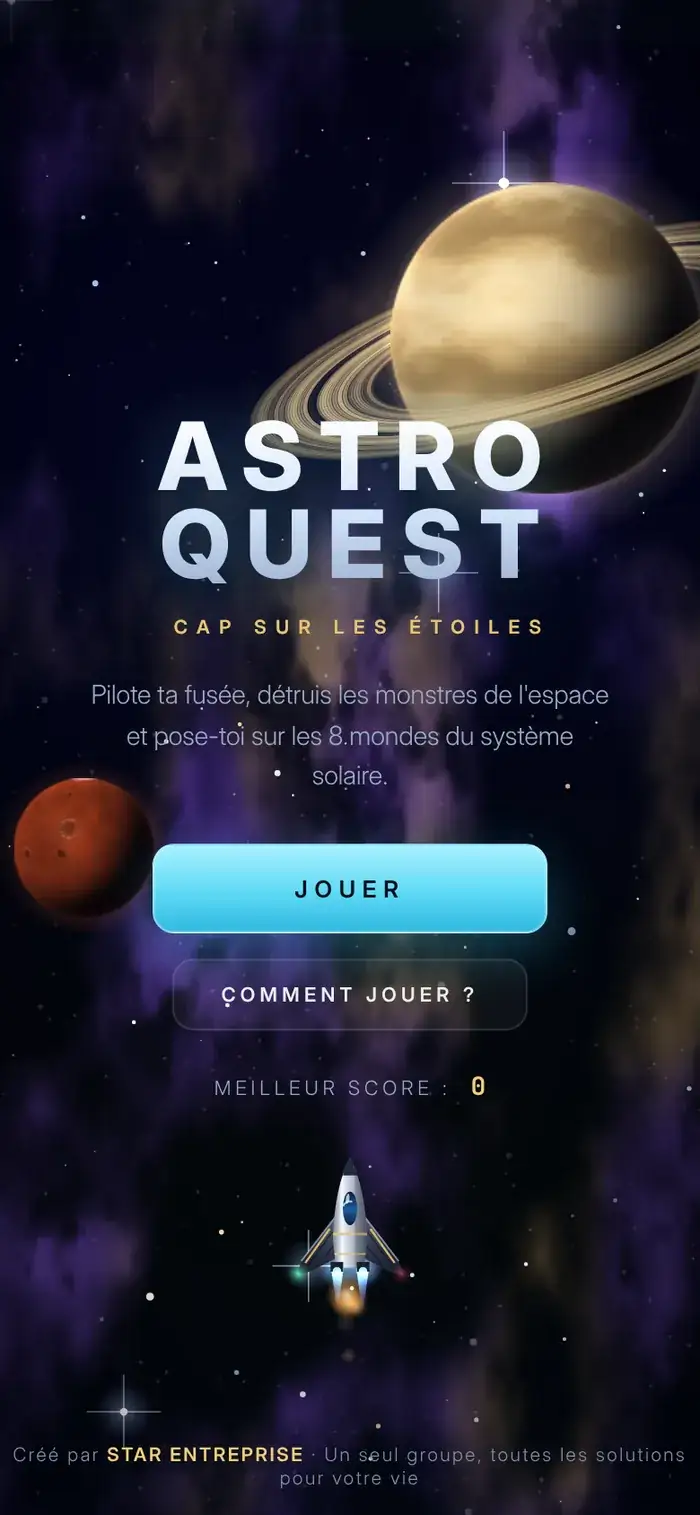 ASTRO
QUEST
CAP SUR LES ÉTOILES
Pilote ta fusée, détruis les monstres de l'espace
et pose-toi sur les 8 mondes du système
solaire.
JOUER
COMMENT JOUER ?
MEILLEUR SCORE : 0
Créé par STAR ENTREPRISE · Un seul groupe, toutes les solutions
pour votre vie